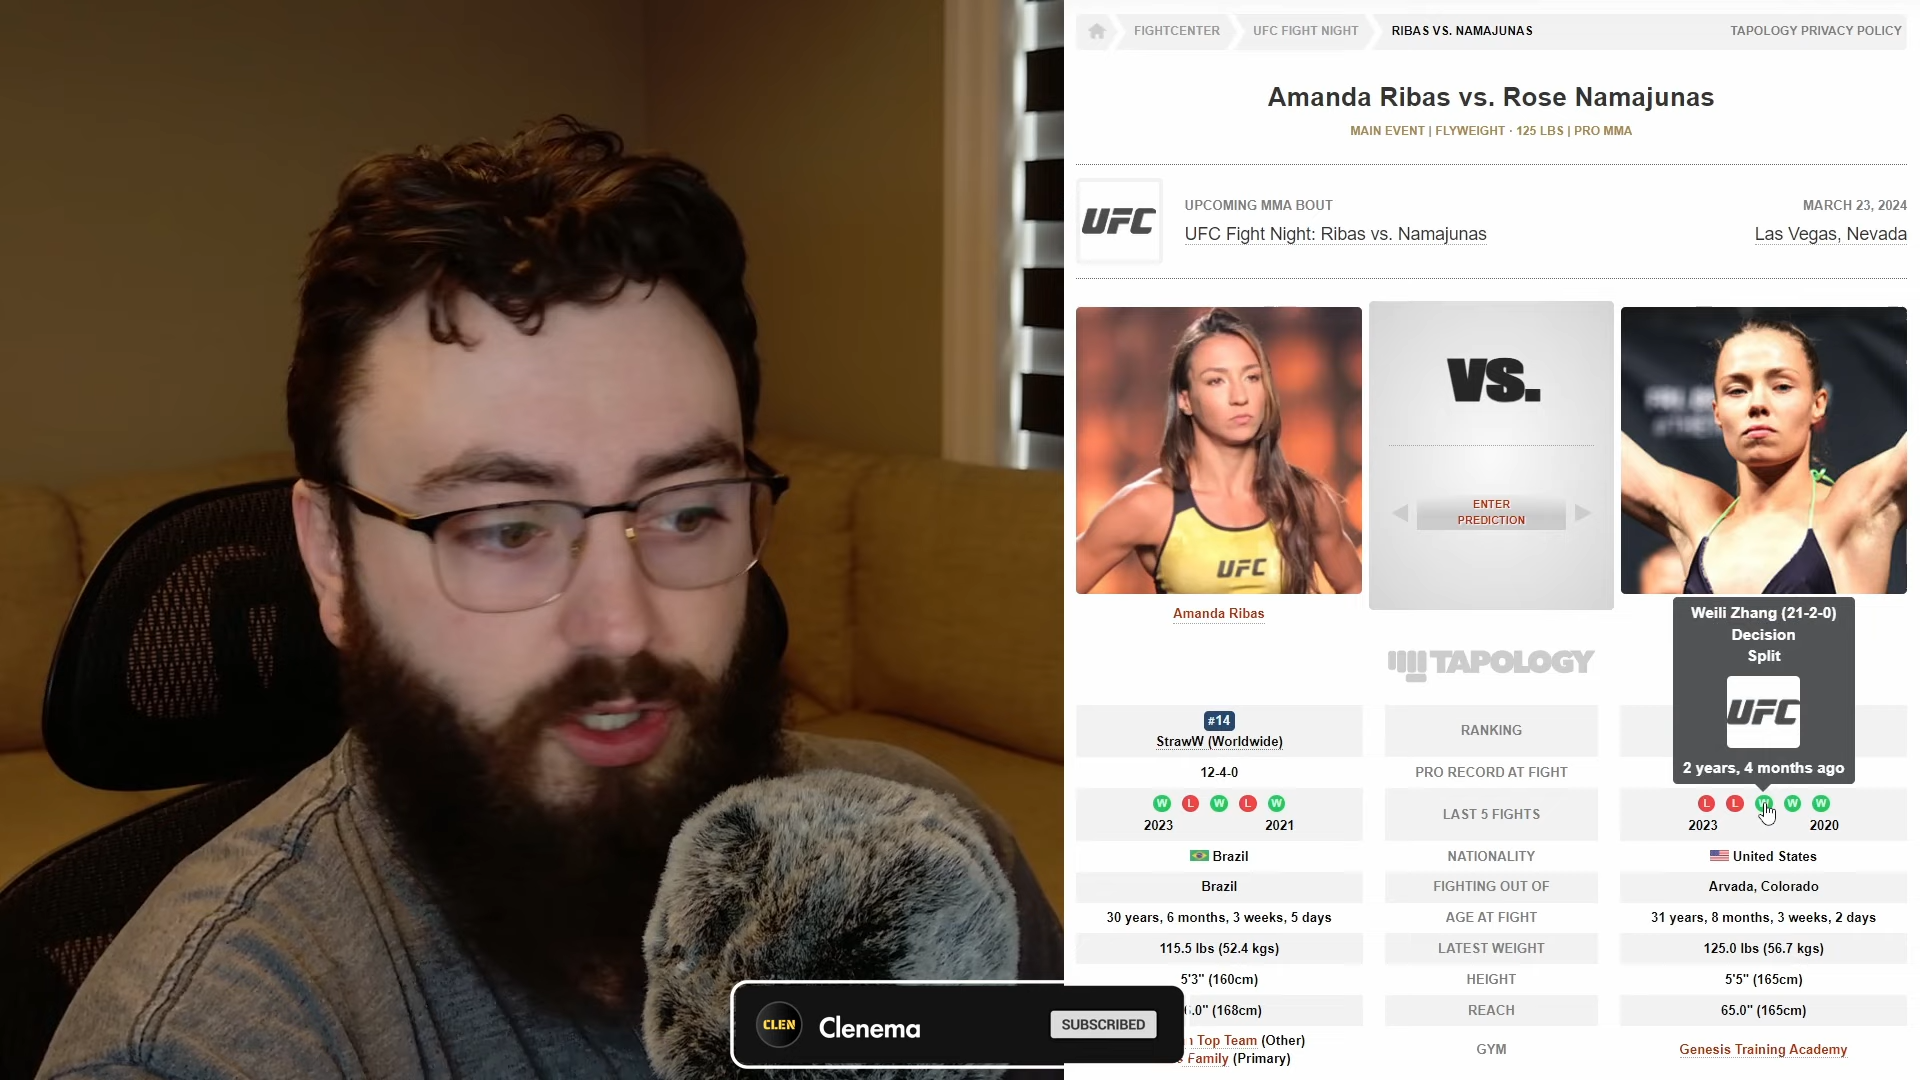 FIGHTCENTER
UFC FIGHT NIGHT
RIBAS VS. NAMAJUNAS
TAPOLOGY PRIVACY POLICY
Amanda Ribas vs. Rose Namajunas
MAIN EVENT | FLYWEIGHT · 125 LBS | PRO MMA
UFC
UPCOMING MMA BOUT
MARCH 23, 2024
UFC Fight Night: Ribas vs. Namajunas
Las Vegas, Nevada
VS.
ENTER
PREDICTION
UFC
Amanda Ribas
Weili Zhang (21-2-0)
Decision
Split
UFC
2 years, 4 months ago
TAPOLOGY
#14
StrawW (Worldwide)
RANKING
12-4-0
PRO RECORD AT FIGHT
W L W L W
2023 2021
LAST 5 FIGHTS
L L W W W
2023 2020
Brazil
NATIONALITY
United States
Brazil
FIGHTING OUT OF
Arvada, Colorado
30 years, 6 months, 3 weeks, 5 days
AGE AT FIGHT
31 years, 8 months, 3 weeks, 2 days
115.5 lbs (52.4 kgs)
LATEST WEIGHT
125.0 lbs (56.7 kgs)
5'3" (160cm)
HEIGHT
5'5" (165cm)
.0" (168cm)
REACH
65.0" (165cm)
Top Team (Other)
Family (Primary)
GYM
Genesis Training Academy
CLEN
Clenema
SUBSCRIBED